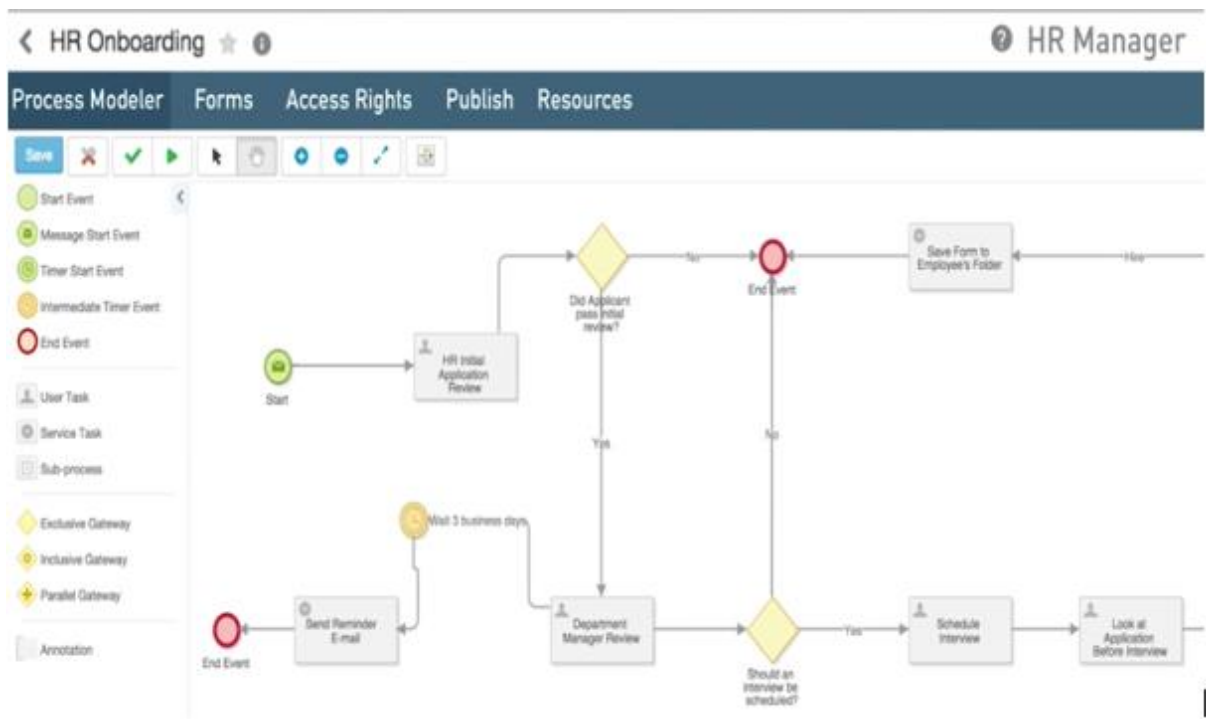 HR Onboarding
HR Manager
Process Modeler Forms Access Rights Publish Resources
Save
Start Event
Message Start Event
Timer Start Event
Intermediate Timer Event
End Event
User Task
Service Task
Sub-process
Exclusive Gateway
Inclusive Gateway
Parallel Gateway
Annotation
Start
HR Initial
Application
Review
Did Applicant
pass initial
review?
No
End Event
Save Form to
Employee's Folder
Hire
Yes
No
Wait 3 business days
Send Reminder
E-mail
End Event
Department
Manager Review
Should an
interview be
scheduled?
Yes
Schedule
Interview
Look at
Application
Before Interview